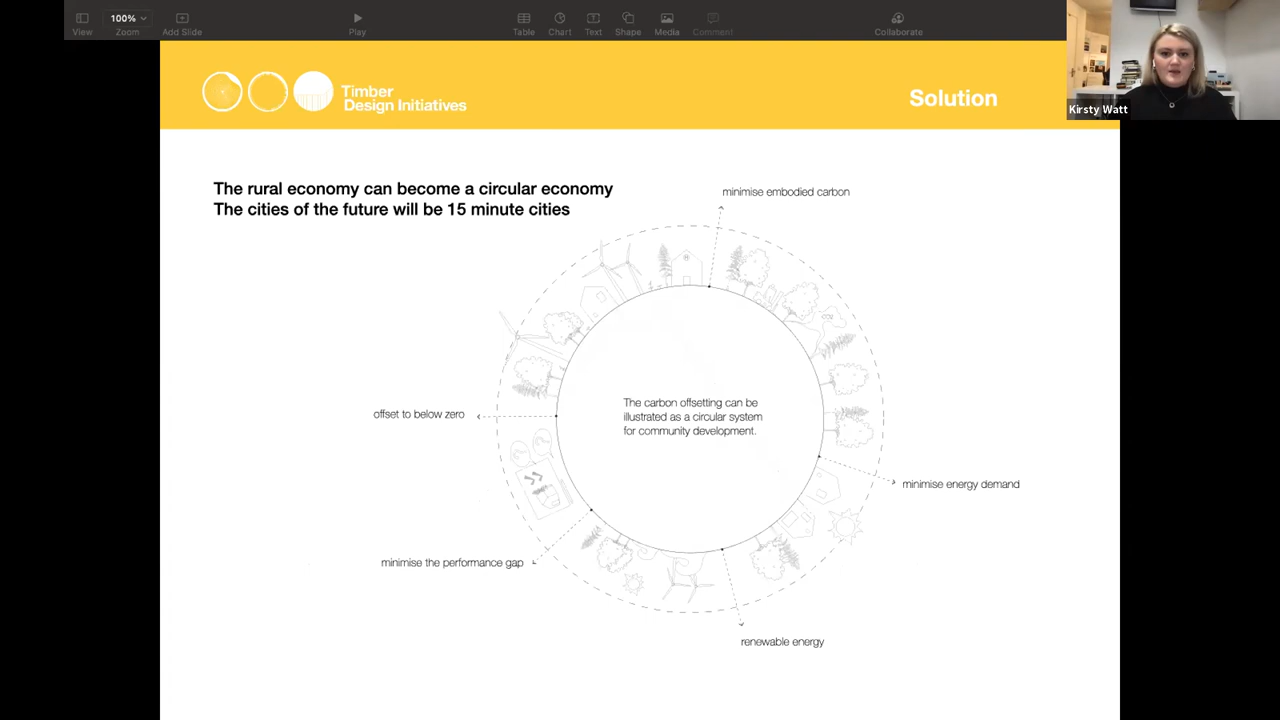 100%
View
Zoom
Add Slide
Play
Table
Chart
Text
Shape
Media
Comment
Collaborate
Kirsty Watt
Timber
Design Initiatives
Solution
The rural economy can become a circular economy
The cities of the future will be 15 minute cities
minimise embodied carbon
The carbon offsetting can be
illustrated as a circular system
for community development.
offset to below zero
minimise energy demand
minimise the performance gap
renewable energy